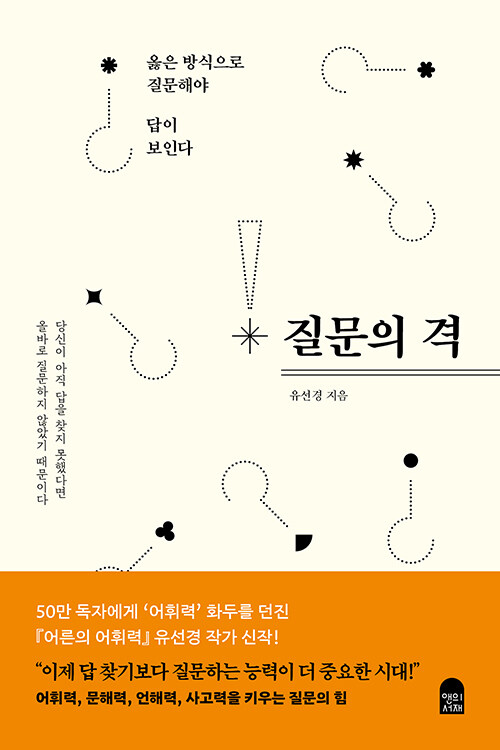 옳은 방식으로
질문해야
답이
보인다
질문의 격
유선경 지음
당신이 아직 답을 찾지 못했다면
올바로 질문하지 않았기 때문이다
50만 독자에게 ‘어휘력’ 화두를 던진
『어른의 어휘력』 유선경 작가 신작!
“이제 답 찾기보다 질문하는 능력이 더 중요한 시대!”
어휘력, 문해력, 언해력, 사고력을 키우는 질문의 힘
앤의
서재